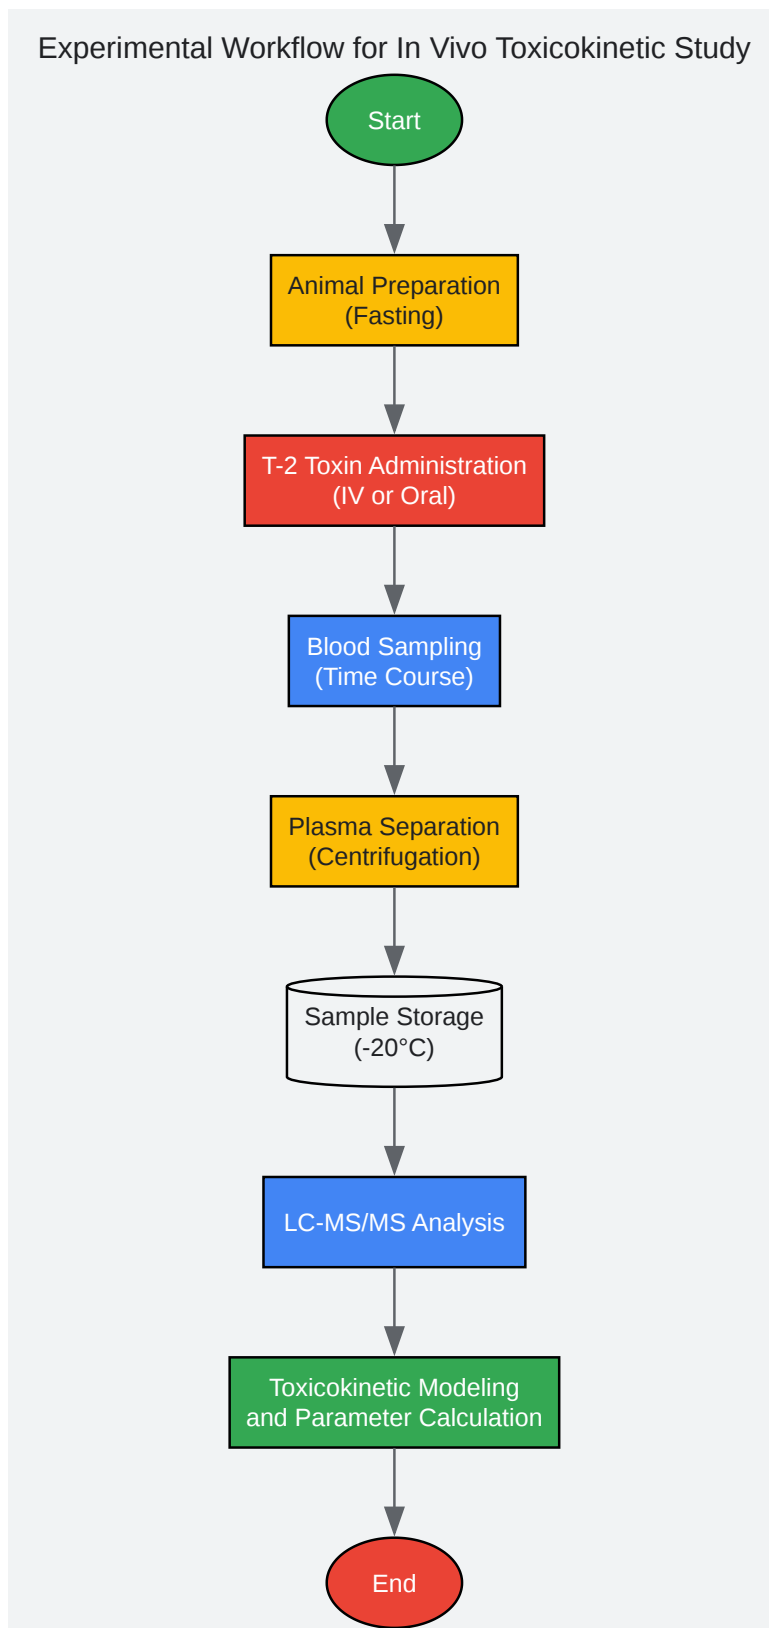 Experimental Workflow for In Vivo Toxicokinetic Study
Start
Animal Preparation
(Fasting)
T-2 Toxin Administration
(IV or Oral)
Blood Sampling
(Time Course)
Plasma Separation
(Centrifugation)
Sample Storage
(-20°C)
LC-MS/MS Analysis
Toxicokinetic Modeling
and Parameter Calculation
End